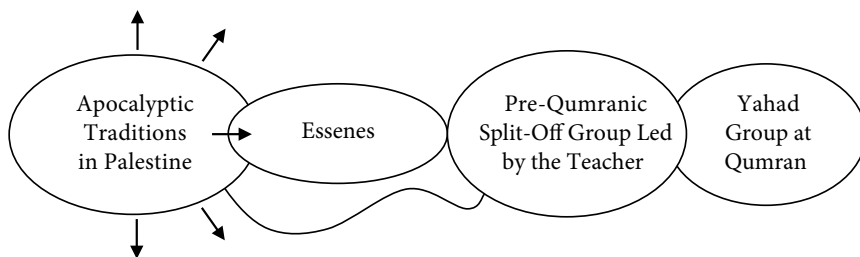 Apocalyptic
Traditions
in Palestine
Essenes
Pre-Qumranic
Split-Off Group Led
by the Teacher
Yahad
Group at
Qumran